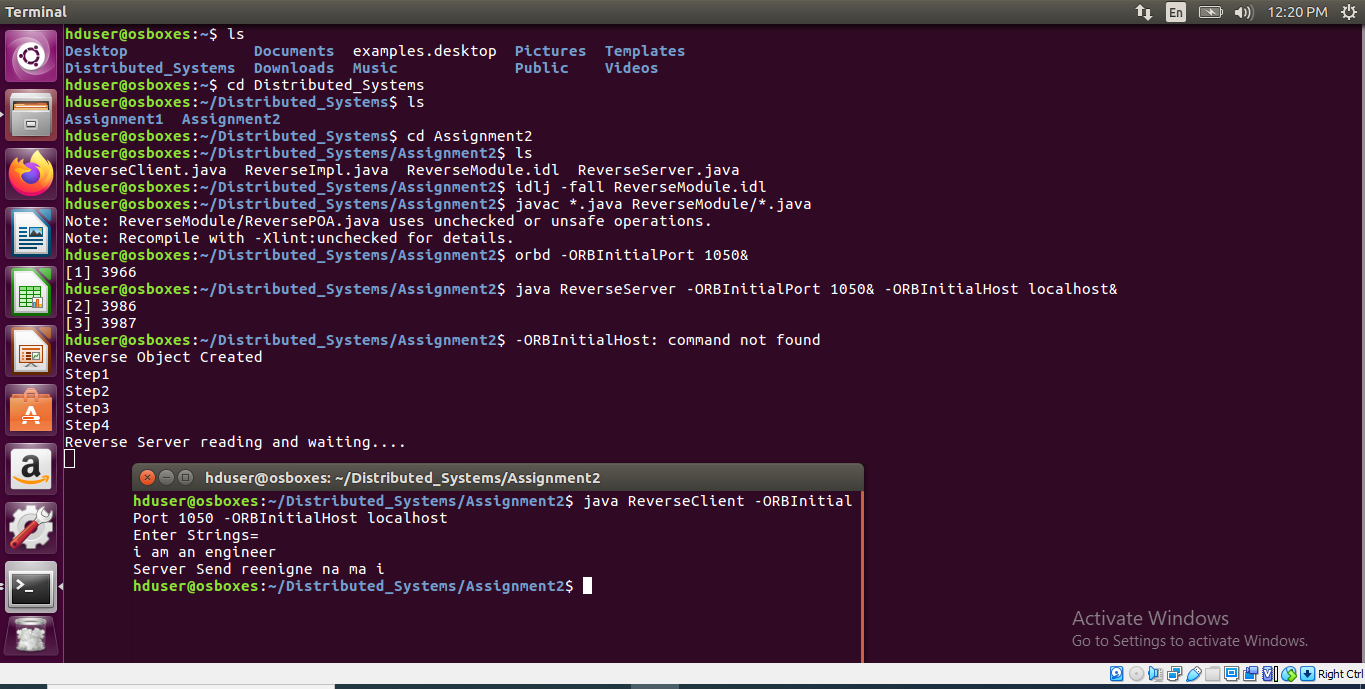 Terminal
En
12:20 PM
hduser@osboxes:~$ ls
Desktop Documents examples.desktop Pictures Templates
Distributed_Systems Downloads Music Public Videos
hduser@osboxes:~$ cd Distributed_Systems
hduser@osboxes:~/Distributed_Systems$ ls
Assignment1 Assignment2
hduser@osboxes:~/Distributed_Systems$ cd Assignment2
hduser@osboxes:~/Distributed_Systems/Assignment2$ ls
ReverseClient.java ReverseImpl.java ReverseModule.idl ReverseServer.java
hduser@osboxes:~/Distributed_Systems/Assignment2$ idlj -fall ReverseModule.idl
hduser@osboxes:~/Distributed_Systems/Assignment2$ javac *.java ReverseModule/*.java
Note: ReverseModule/ReversePOA.java uses unchecked or unsafe operations.
Note: Recompile with -Xlint:unchecked for details.
hduser@osboxes:~/Distributed_Systems/Assignment2$ orbd -ORBInitialPort 1050&
[1] 3966
hduser@osboxes:~/Distributed_Systems/Assignment2$ java ReverseServer -ORBInitialPort 1050& -ORBInitialHost localhost&
[2] 3986
[3] 3987
hduser@osboxes:~/Distributed_Systems/Assignment2$ -ORBInitialHost: command not found
Reverse Object Created
Step1
Step2
Step3
Step4
Reverse Server reading and waiting....
hduser@osboxes: ~/Distributed_Systems/Assignment2
hduser@osboxes:~/Distributed_Systems/Assignment2$ java ReverseClient -ORBInitial
Port 1050 -ORBInitialHost localhost
Enter Strings=
i am an engineer
Server Send reenigne na ma i
hduser@osboxes:~/Distributed_Systems/Assignment2$
Activate Windows
Go to Settings to activate Windows.
Right Ctrl